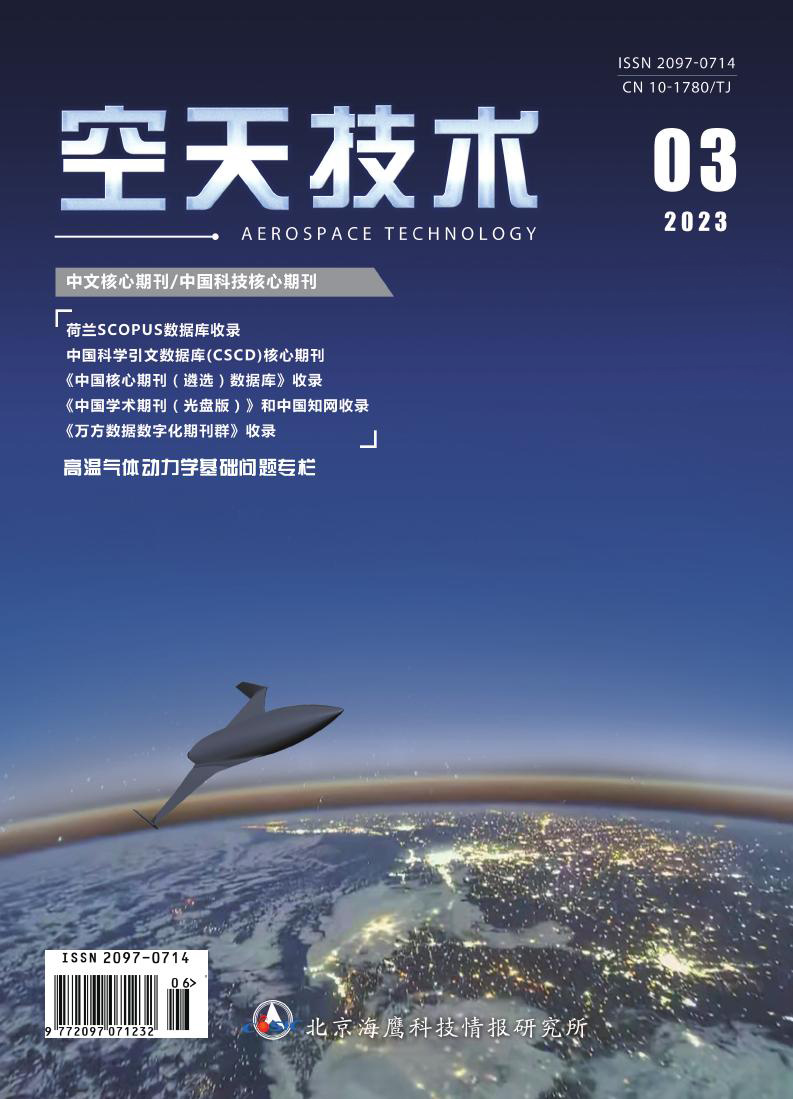 ISSN 2097-0714
CN 10-1780/TJ
空天技术
03
2023
AEROSPACE TECHNOLOGY
中文核心期刊/中国科技核心期刊
荷兰SCOPUS数据库收录
中国科学引文数据库(CSCD)核心期刊
《中国核心期刊（遴选）数据库》收录
《中国学术期刊（光盘版）》和中国知网收录
《万方数据数字化期刊群》收录
高温气体动力学基础问题专栏
ISSN 2097-0714
06>
9 772097 071232
北京海鹰科技情报研究所